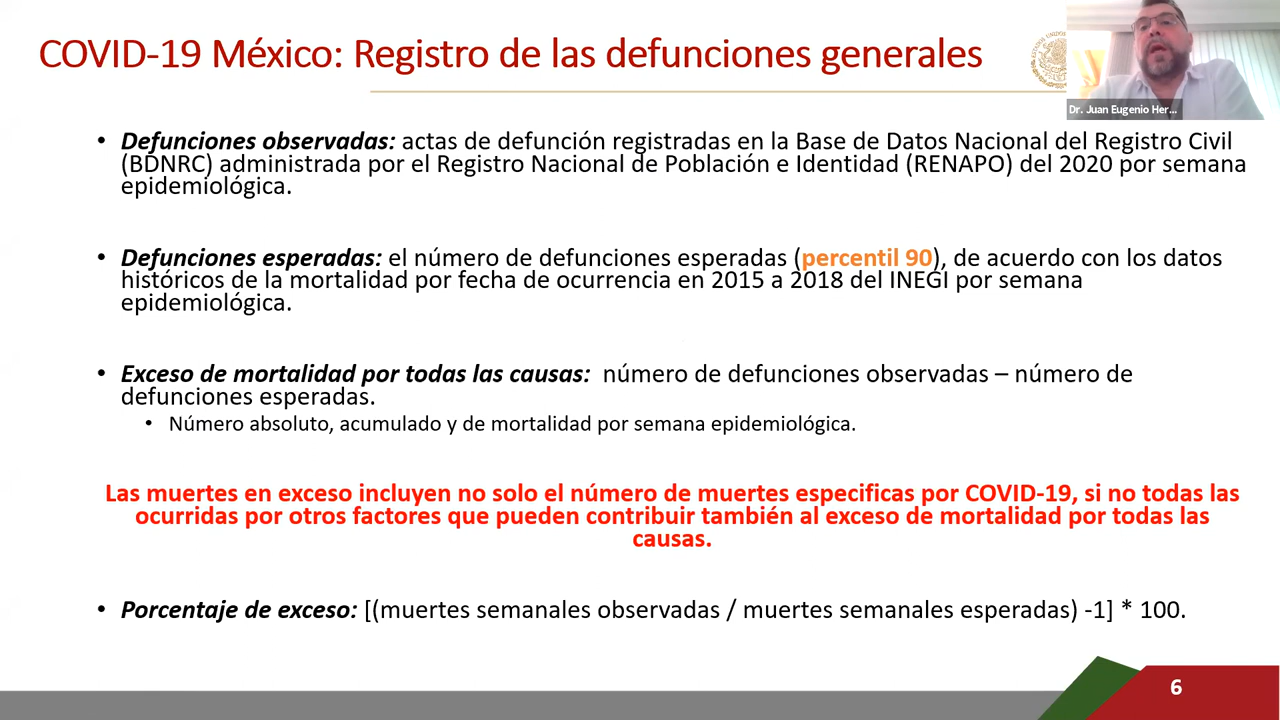 COVID-19 México: Registro de las defunciones generales
Dr. Juan Eugenio Her...
• Defunciones observadas: actas de defunción registradas en la Base de Datos Nacional del Registro Civil
(BDNRC) administrada por el Registro Nacional de Población e Identidad (RENAPO) del 2020 por semana
epidemiológica.
• Defunciones esperadas: el número de defunciones esperadas (percentil 90), de acuerdo con los datos
históricos de la mortalidad por fecha de ocurrencia en 2015 a 2018 del INEGI por semana
epidemiológica.
• Exceso de mortalidad por todas las causas: número de defunciones observadas – número de
defunciones esperadas.
• Número absoluto, acumulado y de mortalidad por semana epidemiológica.
Las muertes en exceso incluyen no solo el número de muertes especificas por COVID-19, si no todas las
ocurridas por otros factores que pueden contribuir también al exceso de mortalidad por todas las
causas.
• Porcentaje de exceso: [(muertes semanales observadas / muertes semanales esperadas) -1] * 100.
6